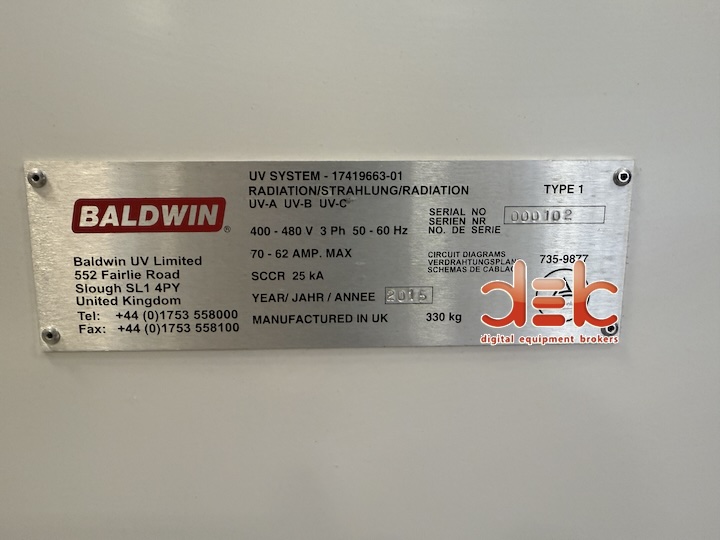 BALDWIN®
Baldwin UV Limited
552 Fairlie Road
Slough SL1 4PY
United Kingdom
Tel: +44 (0)1753 558000
Fax: +44 (0)1753 558100
UV SYSTEM - 17419663-01
RADIATION/STRAHLUNG/RADIATION
UV-A UV-B UV-C
400 - 480 V 3 Ph 50 - 60 Hz
70 - 62 AMP. MAX
SCCR 25 kA
YEAR/ JAHR / ANNEE 2015
MANUFACTURED IN UK 330 kg
TYPE 1
SERIAL NO
SERIEN NR 000102
NO. DE SERIE
CIRCUIT DIAGRAMS 735-9877
VERDRAHTUNGSPLAN
SCHEMAS DE CABLAG
deb
digital equipment brokers